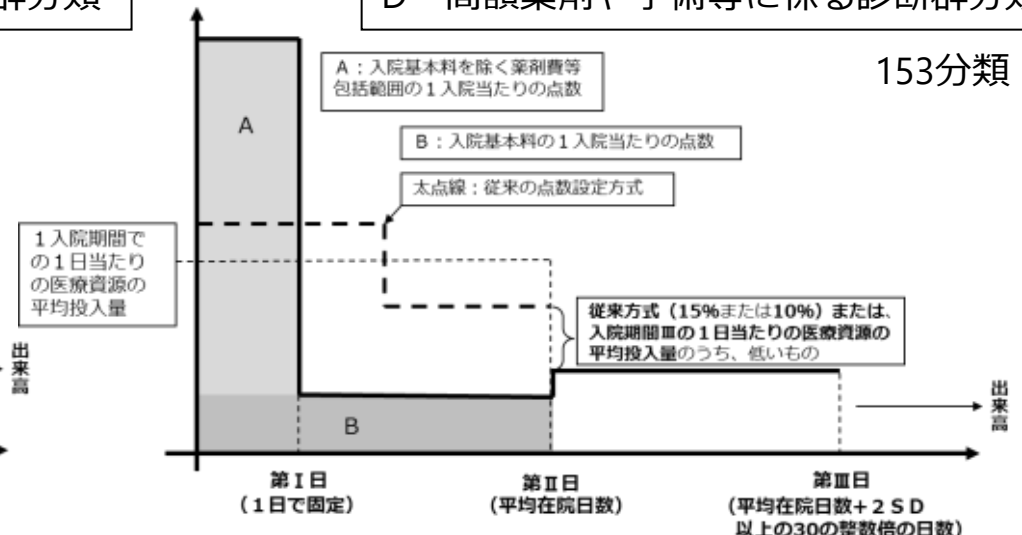 群分類
D 高額薬剤や手術等に係る診断群分類
153分類
A：入院基本料を除く薬剤費等
包括範囲の１入院当たりの点数
A
B：入院基本料の１入院当たりの点数
太点線：従来の点数設定方式
１入院期間で
の１日当たり
の医療資源の
平均投入量
従来方式（15%または10%）または、
入院期間Ⅲの１日当たりの医療資源の
平均投入量のうち、低いもの
出来高
出来高
B
第Ⅰ日
（１日で固定）
第Ⅱ日
(平均在院日数)
第Ⅲ日
(平均在院日数+２ＳＤ
以上の30の整数倍の日数)